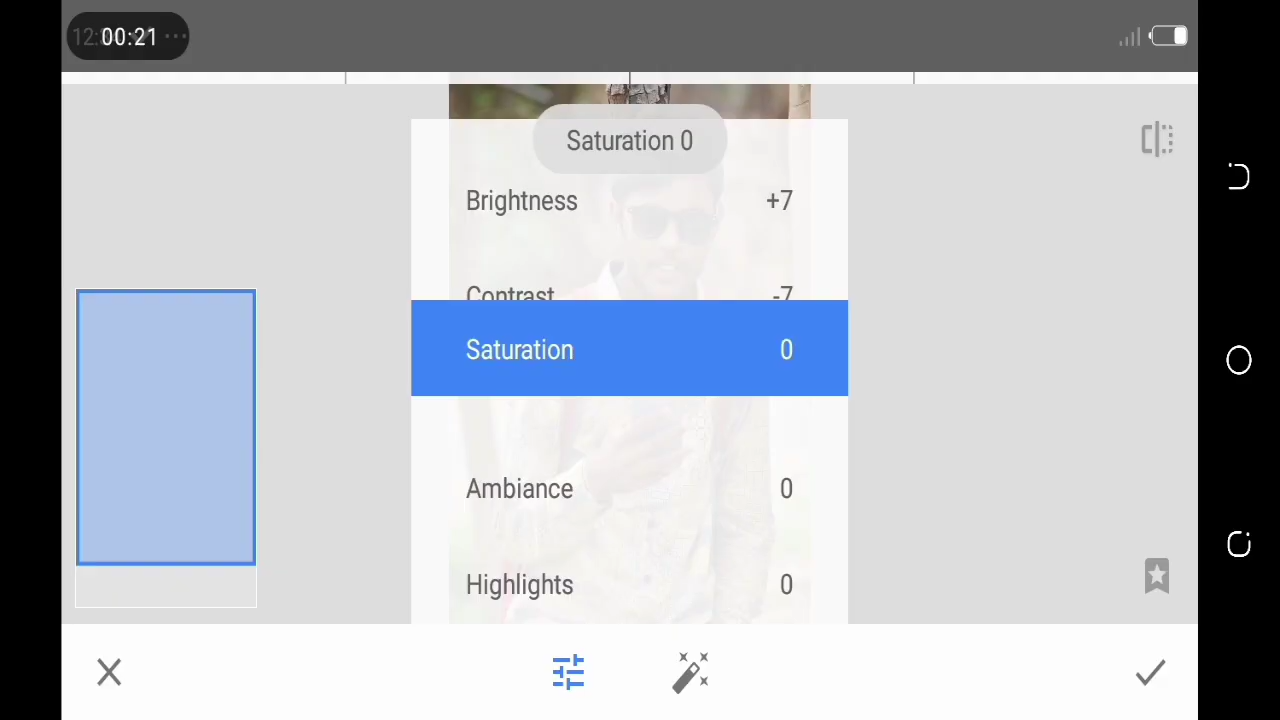 00:21
Saturation 0
Brightness +7
Contrast -7
Saturation 0
Ambiance 0
Highlights 0